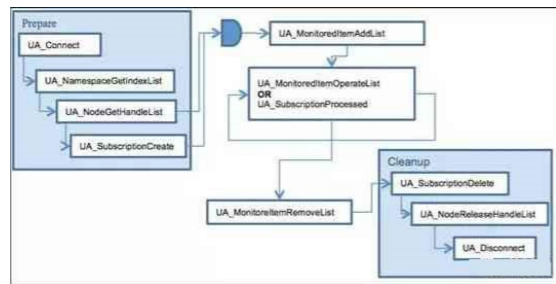 Prepare
UA_Connect
UA_NamespaceGetIndexList
UA_NodeGetHandleList
UA_SubscriptionCreate
UA_MonitoredItemAddList
UA_MonitoredItemOperateList
OR
UA_SubscriptionProcessed
UA_MonitoreItemRemoveList
Cleanup
UA_SubscriptionDelete
UA_NodeReleaseHandleList
UA_Disconnect